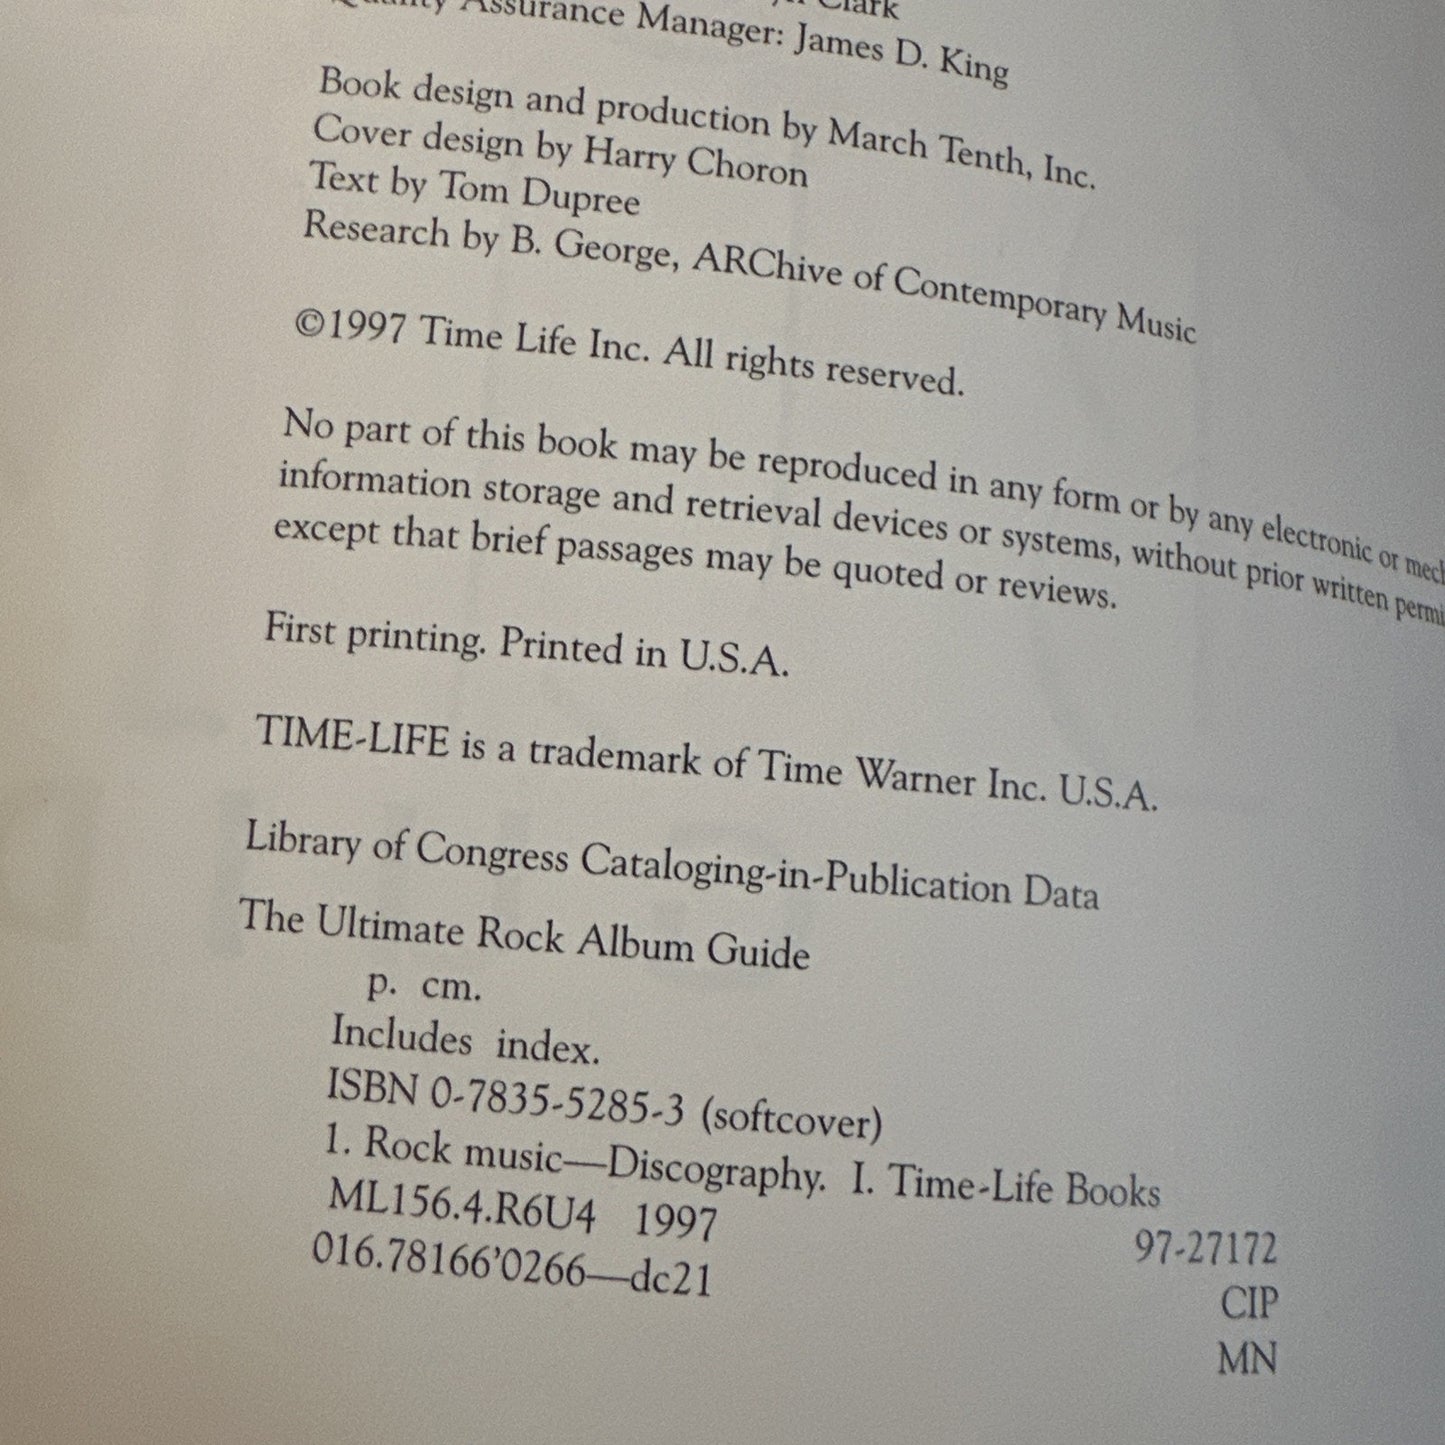 Clark
Quality Assurance Manager: James D. King
Book design and production by March Tenth, Inc.
Cover design by Harry Choron
Text by Tom Dupree
Research by B. George, ARChive of Contemporary Music
©1997 Time Life Inc. All rights reserved.
No part of this book may be reproduced in any form or by any electronic or mech
information storage and retrieval devices or systems, without prior written permi
except that brief passages may be quoted or reviews.
First printing. Printed in U.S.A.
TIME-LIFE is a trademark of Time Warner Inc. U.S.A.
Library of Congress Cataloging-in-Publication Data
The Ultimate Rock Album Guide
p. cm.
Includes index.
ISBN 0-7835-5285-3 (softcover)
1. Rock music—Discography. I. Time-Life Books
ML156.4.R6U4 1997
97-27172
016.78166'0266—dc21
CIP
MN